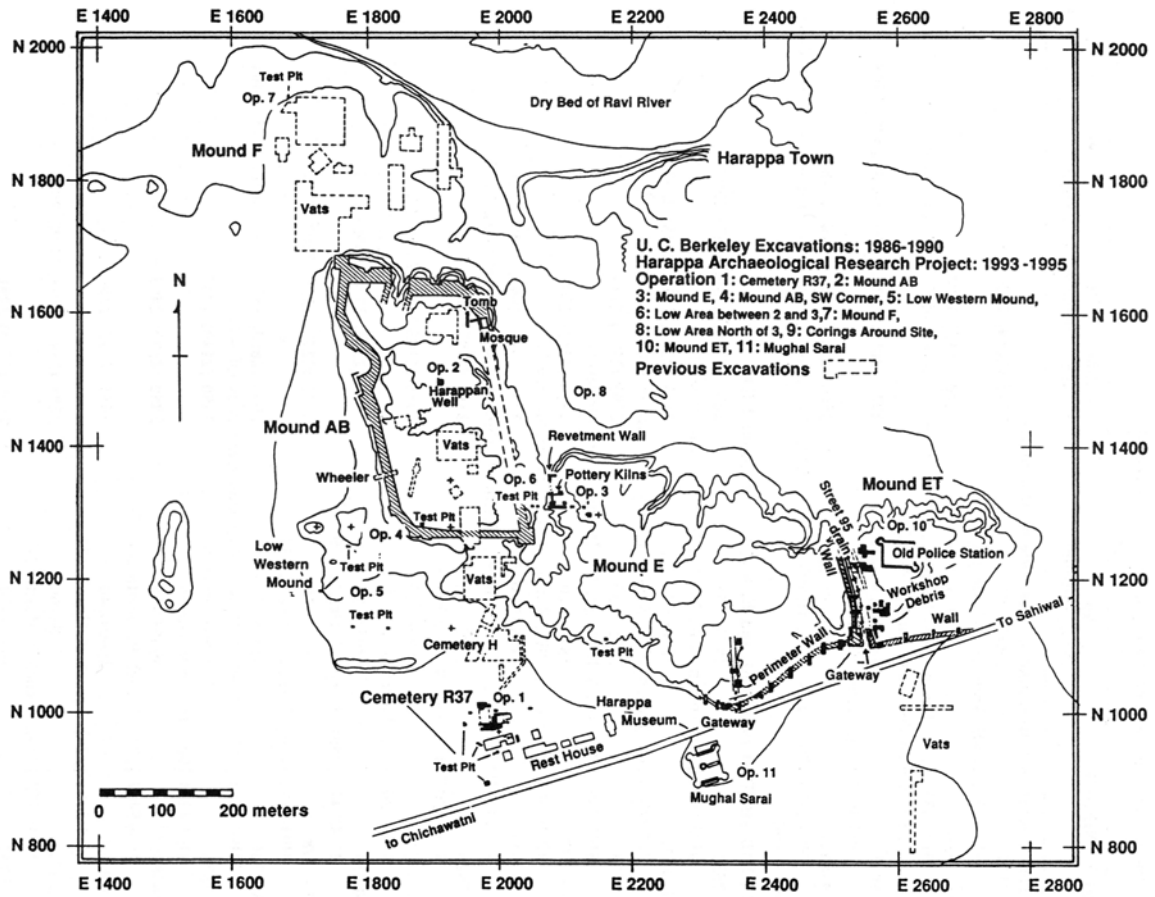 E 1400 E 1600 E 1800 E 2000 E 2200 E 2400 E 2600 E 2800
N 2000
N 2000
Test Pit
Op. 7
Dry Bed of Ravi River
Mound F
Harappa Town
N 1800
N 1800
Vats
U. C. Berkeley Excavations: 1986-1990
Harappa Archaeological Research Project: 1993-1995
Operation 1: Cemetery R37, 2: Mound AB
3: Mound E, 4: Mound AB, SW Corner, 5: Low Western Mound,
6: Low Area between 2 and 3, 7: Mound F,
8: Low Area North of 3, 9: Corings Around Site,
10: Mound ET, 11: Mughal Sarai
Previous Excavations
N
N 1600
N 1600
Tomb
Mosque
Op. 2
Harappan
Well
Op. 8
Mound AB
Vats
Revetment Wall
N 1400
N 1400
Wheeler
Pottery Kilns
Op. 6
Test Pit
Op. 3
Mound ET
Street 95
drain
Wall
Op. 10
Old Police Station
Test Pit
Op. 4
Low
Western
Mound
Test Pit
Op. 5
Vats
Mound E
N 1200
N 1200
Workshop
Debris
Test Pit
Cemetery H
Test Pit
Perimeter Wall
Wall
To Sahiwal
Gateway
Cemetery R37
Op. 1
Harappa
Museum
Gateway
N 1000
N 1000
Test Pit
Rest House
Vats
Op. 11
Mughal Sarai
0 100 200 meters
to Chichawatni
N 800
N 800
E 1400 E 1600 E 1800 E 2000 E 2200 E 2400 E 2600 E 2800